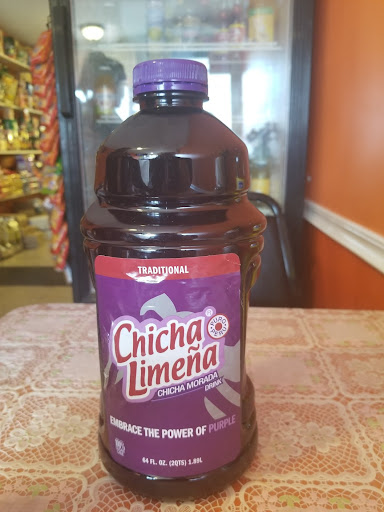 TRADITIONAL
Chicha
Limeña
CHICHA MORADA
DRINK
EMBRACE THE POWER OF PURPLE
64 FL. OZ. (2QTS) 1.89L